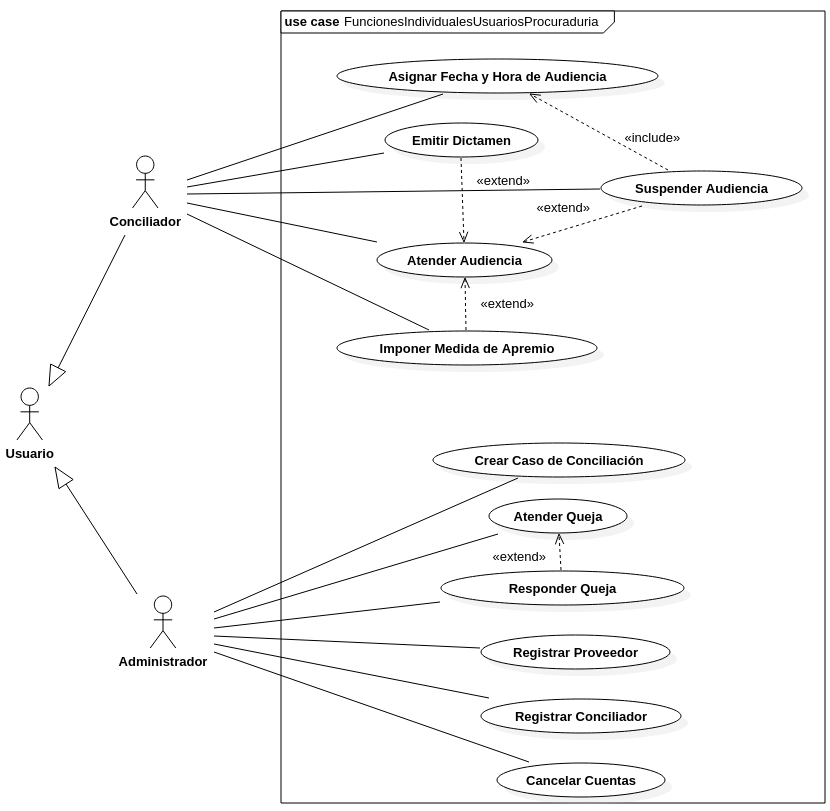 use case FuncionesIndividualesUsuariosProcuraduria
Asignar Fecha y Hora de Audiencia
«include»
Emitir Dictamen
«extend»
Suspender Audiencia
«extend»
Conciliador
Atender Audiencia
«extend»
Imponer Medida de Apremio
Usuario
Crear Caso de Conciliación
Atender Queja
«extend»
Responder Queja
Administrador
Registrar Proveedor
Registrar Conciliador
Cancelar Cuentas